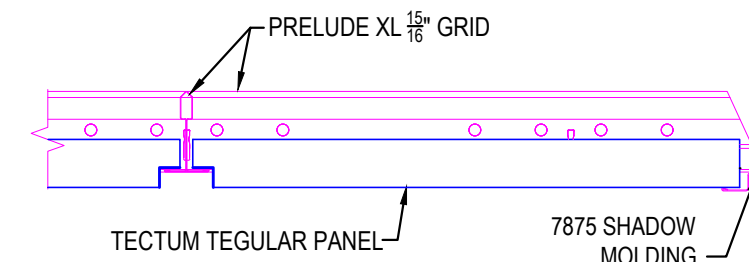 PRELUDE XL 15/16" GRID
TECTUM TEGULAR PANEL
7875 SHADOW
MOLDING